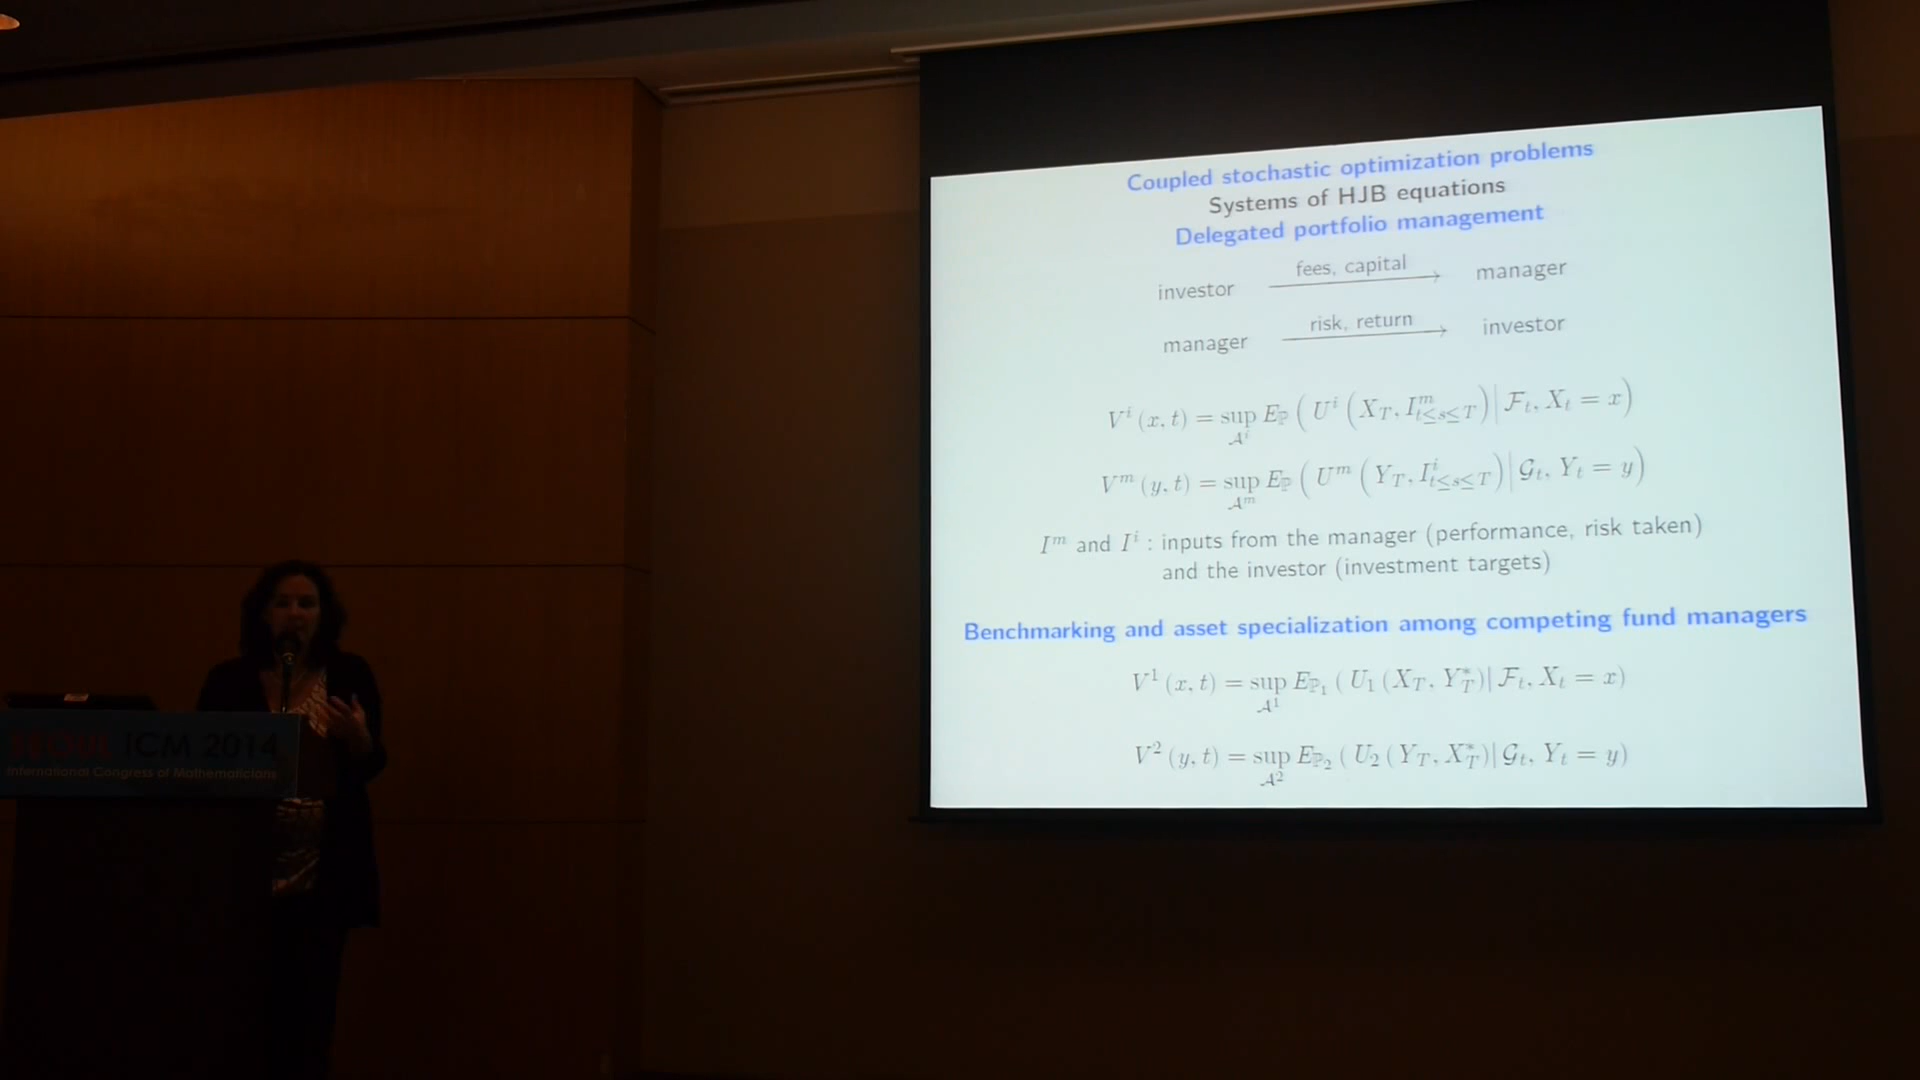 Coupled stochastic optimization problems
Systems of HJB equations
Delegated portfolio management
investor fees, capital → manager
manager risk, return → investor
V^i (x, t) = sup_{𝒜^i} E_ℙ ( U^i ( X_T, I^m_{t≤s≤T} ) | ℱ_t, X_t = x )
V^m (y, t) = sup_{𝒜^m} E_ℙ ( U^m ( Y_T, I^i_{t≤s≤T} ) | 𝒢_t, Y_t = y )
I^m and I^i : inputs from the manager (performance, risk taken)
and the investor (investment targets)
Benchmarking and asset specialization among competing fund managers
V^1 (x, t) = sup_{𝒜^1} E_{ℙ_1} ( U_1 ( X_T, Y_T^* ) | ℱ_t, X_t = x )
V^2 (y, t) = sup_{𝒜^2} E_{ℙ_2} ( U_2 ( Y_T, X_T^* ) | 𝒢_t, Y_t = y )
SEOUL ICM 2014
International Congress of Mathematicians